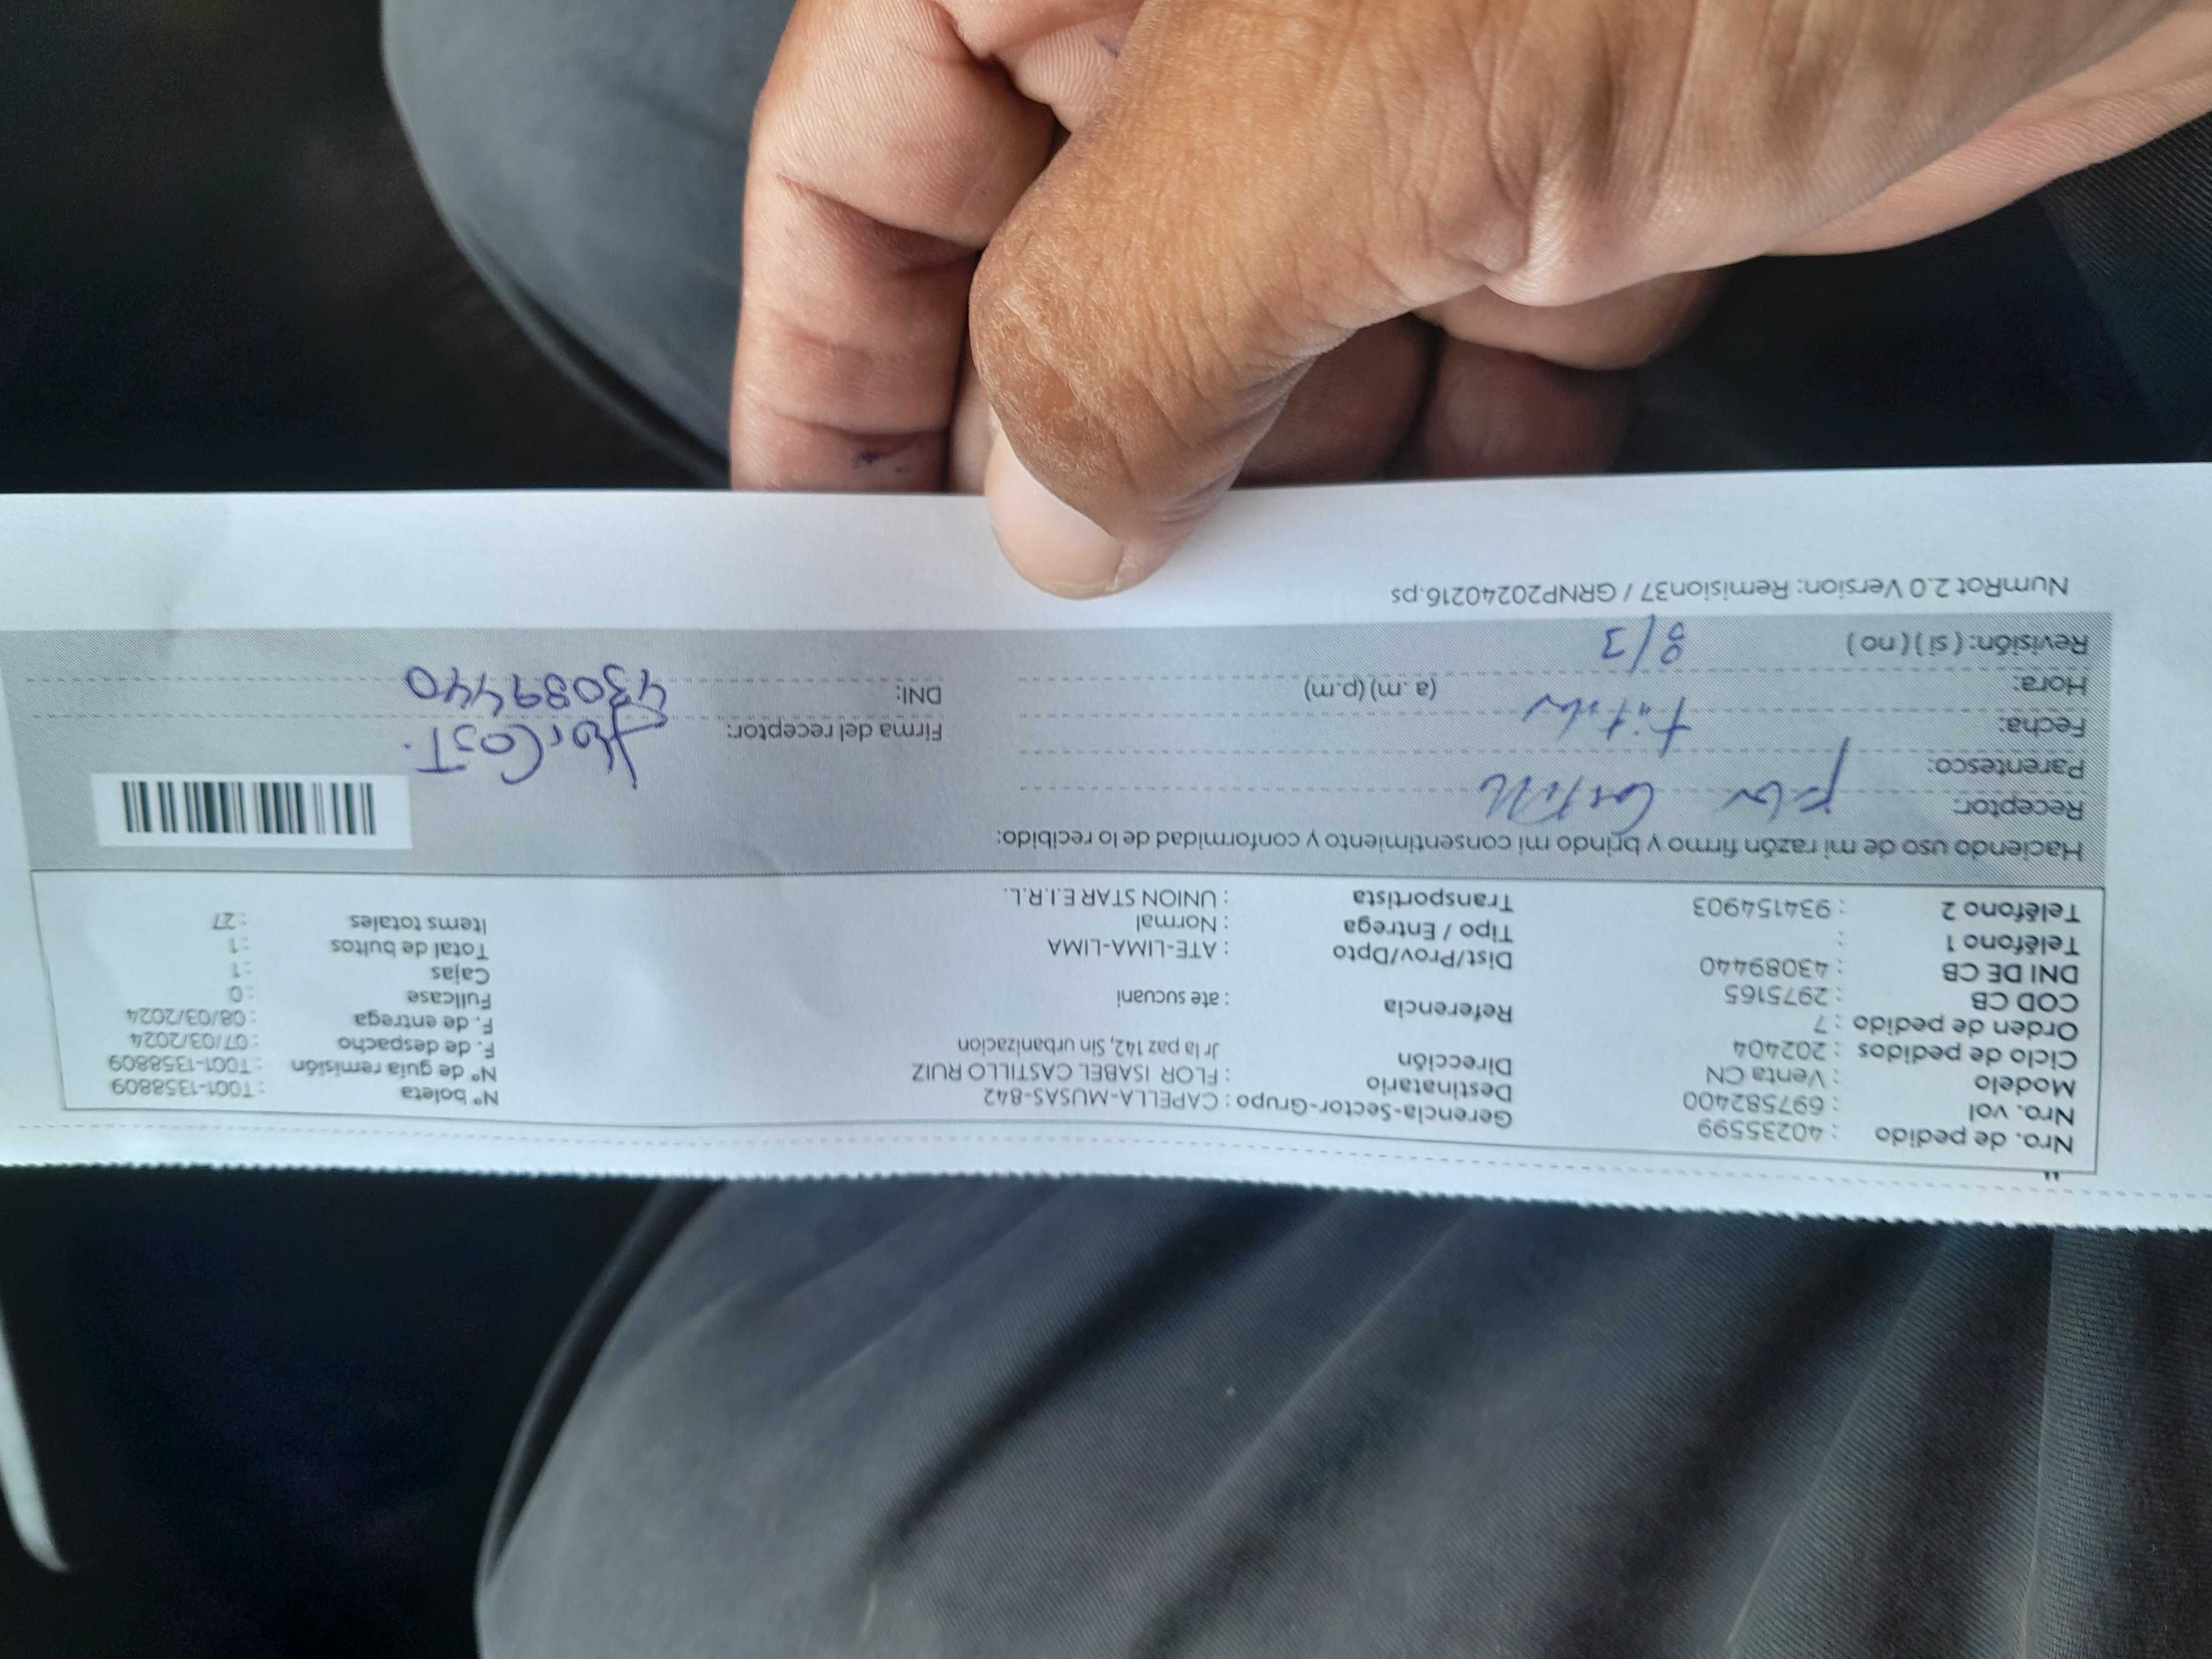 Nro. de pedido : 40235599
Nro. vol : 697582400
Modelo : Venta CN
Ciclo de pedidos : 202404
Orden de pedido : 7
COD CB : 2975165
DNI DE CB : 43089440
Teléfono 1 :
Teléfono 2 : 934154903
Gerencia-Sector-Grupo : CAPELLA-MUSAS-842
Destinatario : FLOR ISABEL CASTILLO RUIZ
Dirección Jr la paz 142, Sin urbanizacion
Referencia : ate sucuani
Dist/Prov/Dpto : ATE-LIMA-LIMA
Tipo / Entrega : Normal
Transportista : UNION STAR E.I.R.L.
N° boleta : T001-1358809
N° de guia remisión : T001-1358809
F. de despacho : 07/03/2024
F. de entrega : 08/03/2024
Fullcase : 0
Cajas : 1
Total de bultos : 1
Items totales : 27
Haciendo uso de mi razón firmo y brindo mi consentimiento y conformidad de lo recibido:
Receptor: Flor
Parentesco:
Fecha:
Hora: (a. m) (p.m)
Revisión: ( si ) ( no ) 8/3
Firma del receptor: Flor
DNI: 43089440
NumRot 2.0 Version: Remision37 / GRNP20240216.ps